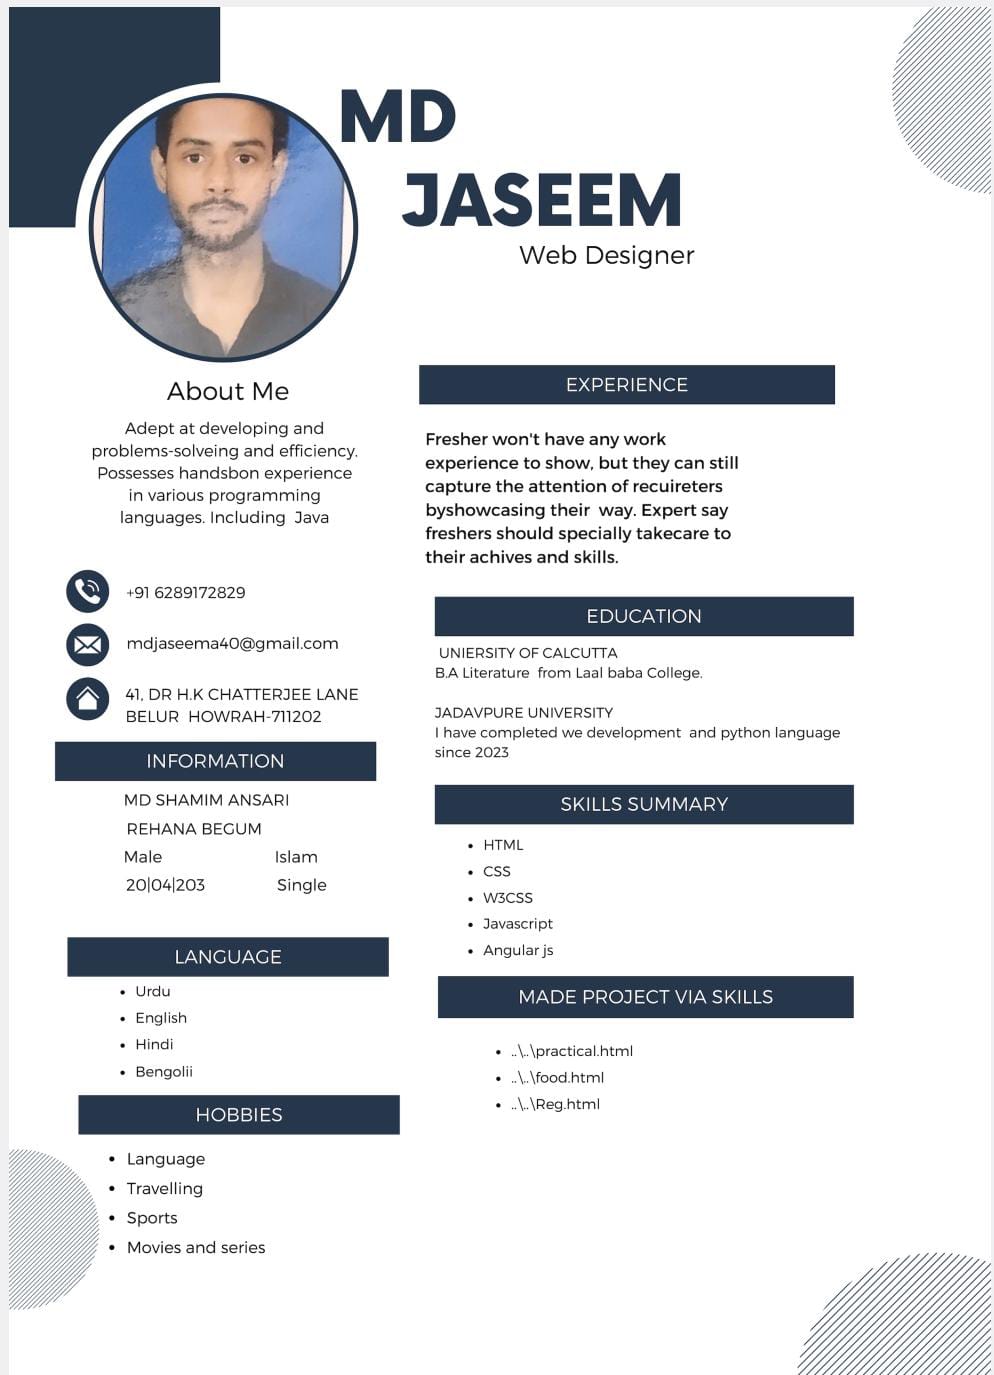 MD
JASEEM
Web Designer
About Me
Adept at developing and
problems-solveing and efficiency.
Possesses handsbon experience
in various programming
languages. Including  Java
+91 6289172829
mdjaseema40@gmail.com
41, DR H.K CHATTERJEE LANE
BELUR  HOWRAH-711202
INFORMATION
MD SHAMIM ANSARI
REHANA BEGUM
Male Islam
20|04|203 Single
LANGUAGE
• Urdu
• English
• Hindi
• Bengolii
HOBBIES
• Language
• Travelling
• Sports
• Movies and series
EXPERIENCE
Fresher won't have any work
experience to show, but they can still
capture the attention of recuireters
byshowcasing their  way. Expert say
freshers should specially takecare to
their achives and skills.
EDUCATION
UNIERSITY OF CALCUTTA
B.A Literature  from Laal baba College.
JADAVPURE UNIVERSITY
I have completed we development  and python language
since 2023
SKILLS SUMMARY
• HTML
• CSS
• W3CSS
• Javascript
• Angular js
MADE PROJECT VIA SKILLS
• ..\..\practical.html
• ..\..\food.html
• ..\..\Reg.html